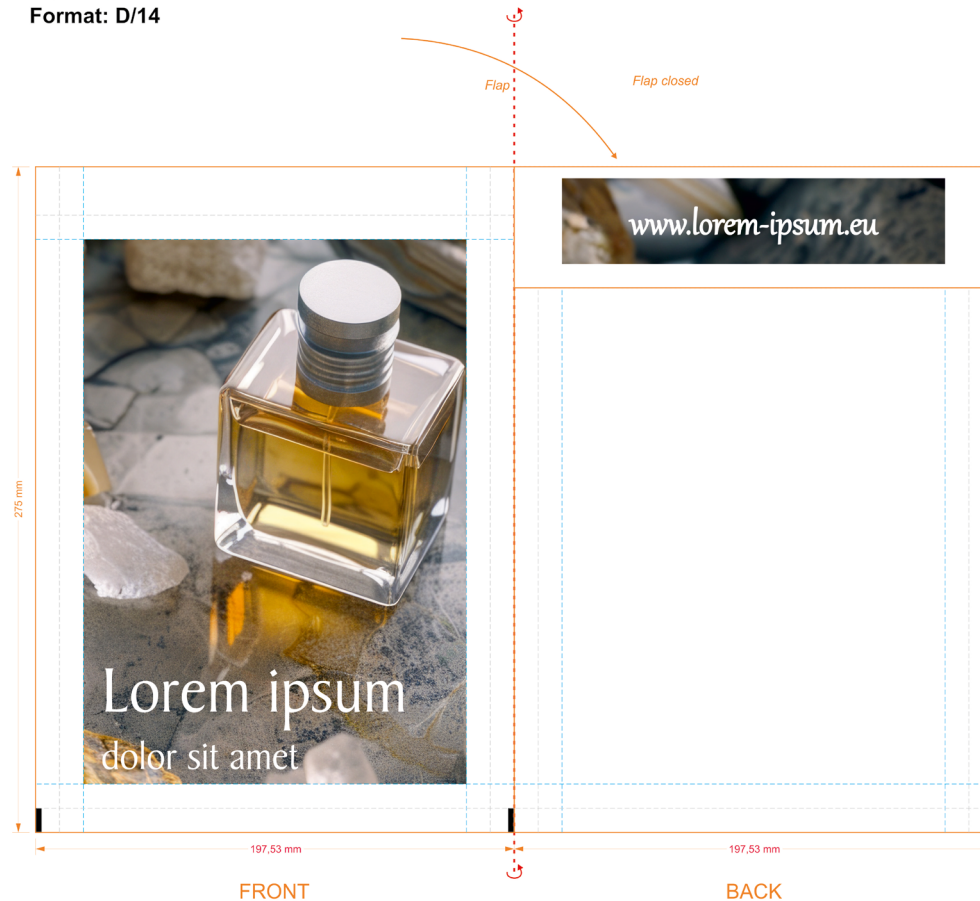 Format: D/14
Flap
Flap closed
www.lorem-ipsum.eu
275 mm
Lorem ipsum
dolor sit amet
197,53 mm
197,53 mm
FRONT
BACK